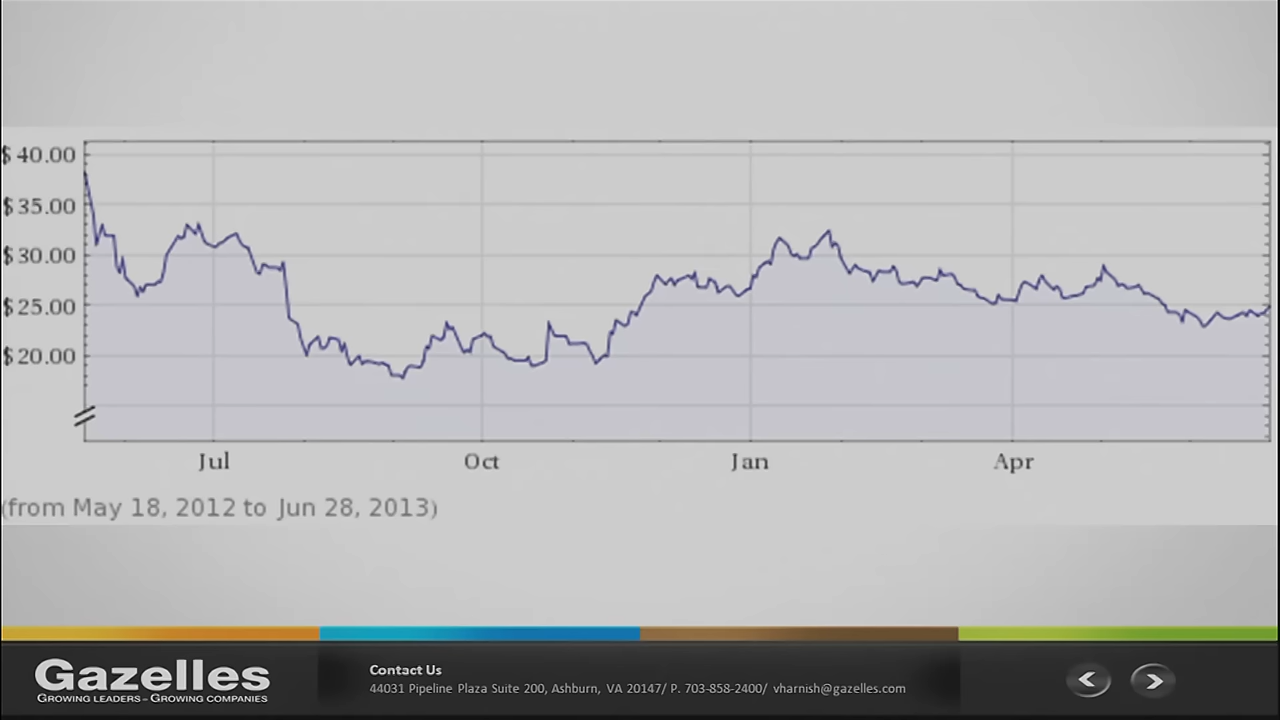 $ 40.00
$ 35.00
$ 30.00
$ 25.00
$ 20.00
Jul Oct Jan Apr
(from May 18, 2012 to Jun 28, 2013)
Gazelles
GROWING LEADERS – GROWING COMPANIES
Contact Us
44031 Pipeline Plaza Suite 200, Ashburn, VA 20147/ P. 703-858-2400/ vharnish@gazelles.com